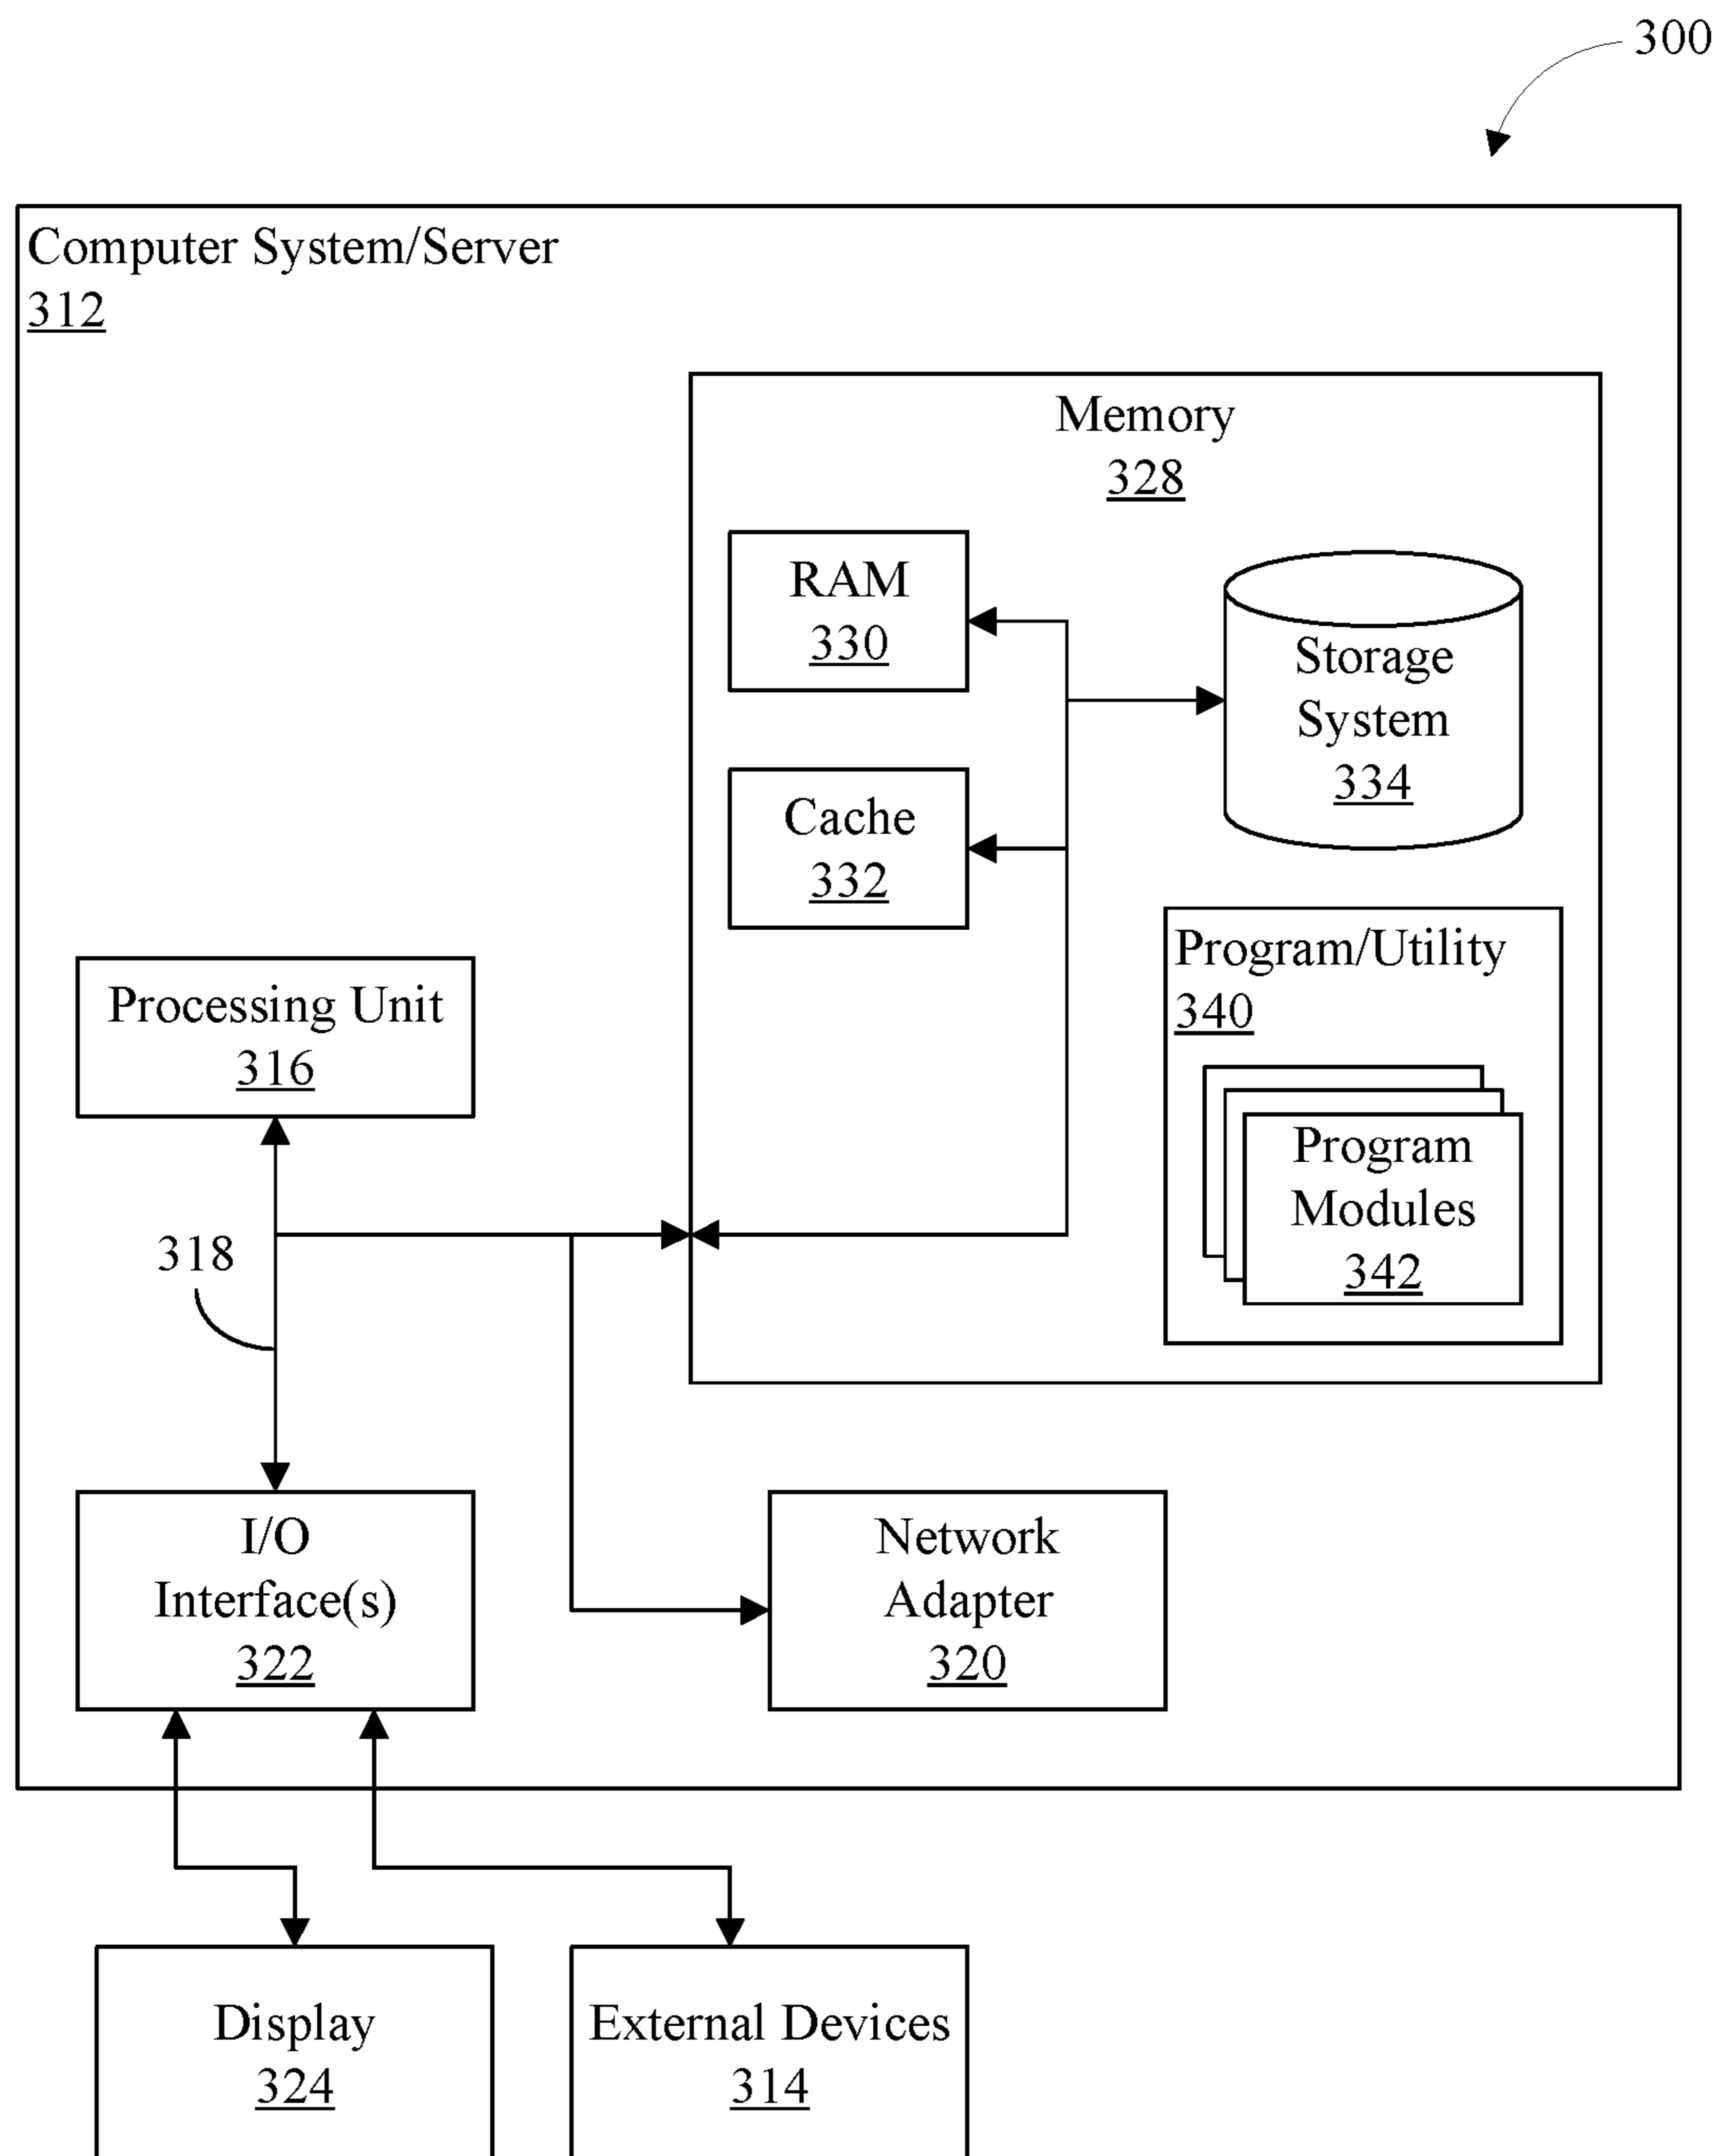 300
Computer System/Server
312
Memory
328
RAM
330
Storage
System
334
Cache
332
Program/Utility
340
Processing Unit
316
Program
Modules
342
318
I/O
Interface(s)
322
Network
Adapter
320
Display
324
External Devices
314